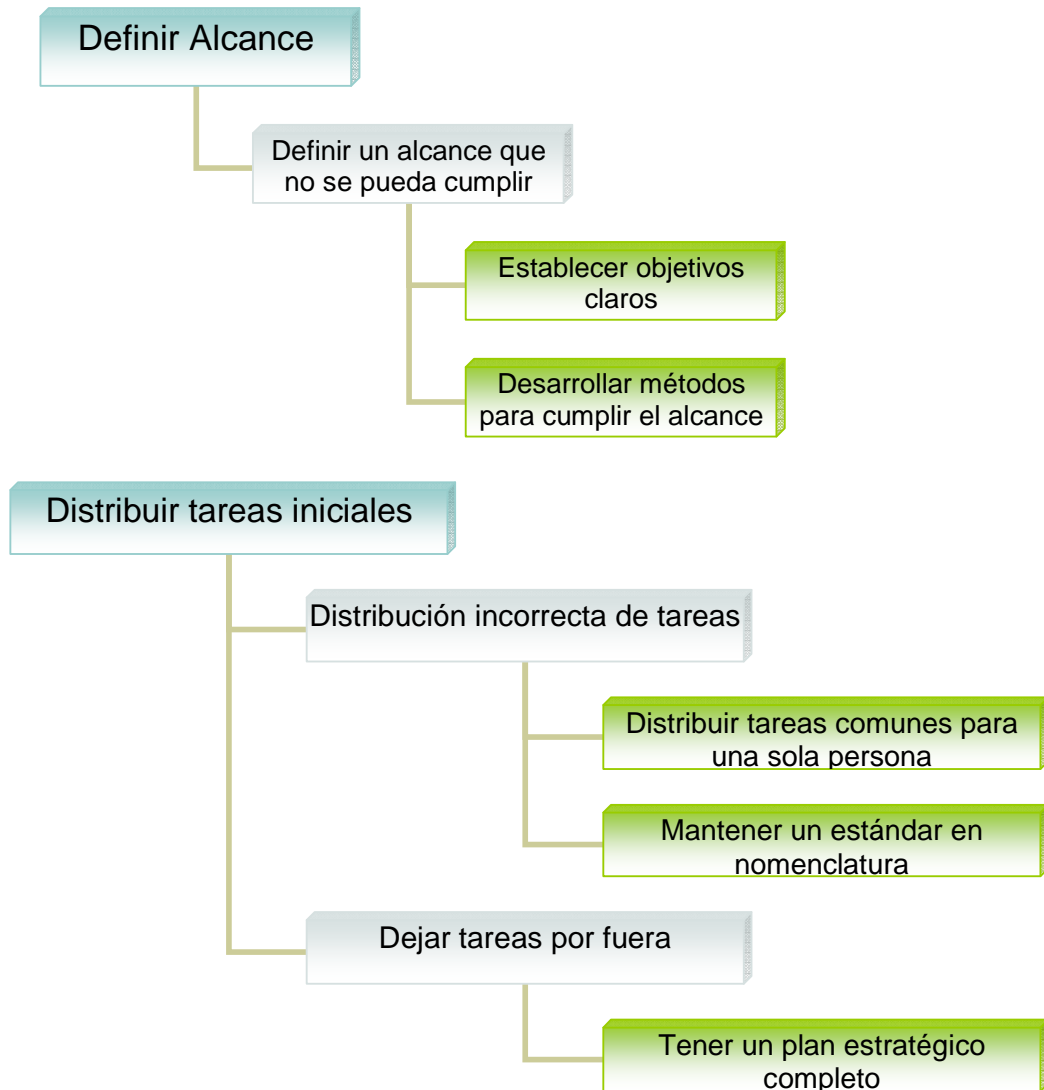 Definir Alcance
Definir un alcance que
no se pueda cumplir
Establecer objetivos
claros
Desarrollar métodos
para cumplir el alcance
Distribuir tareas iniciales
Distribución incorrecta de tareas
Distribuir tareas comunes para
una sola persona
Mantener un estándar en
nomenclatura
Dejar tareas por fuera
Tener un plan estratégico
completo